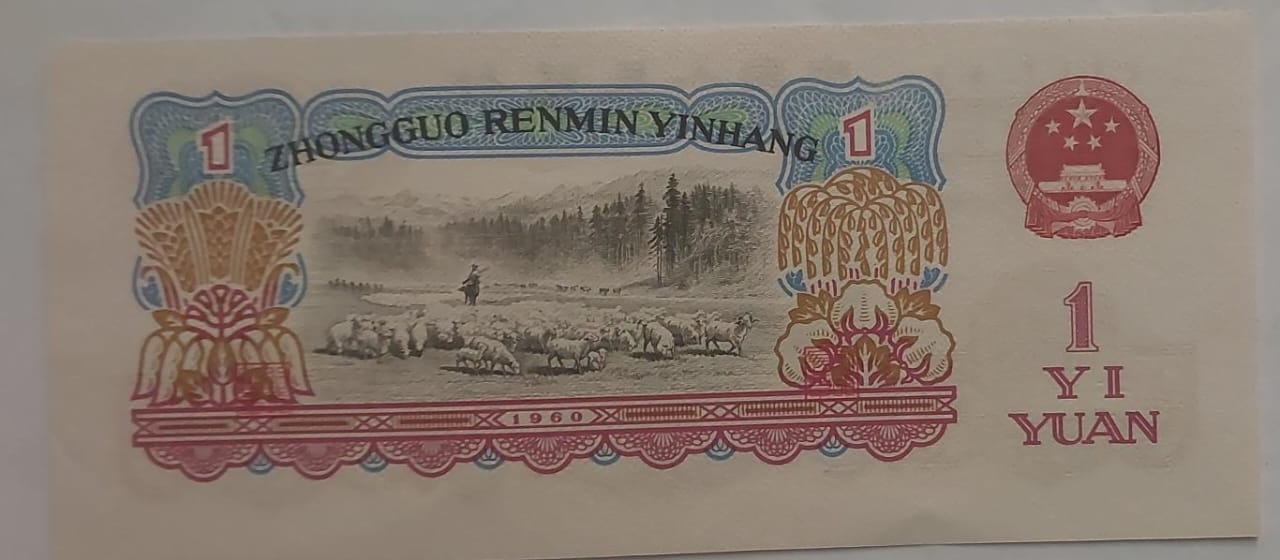 1
ZHONGGUO RENMIN YINHANG
1
1960
1
YI
YUAN